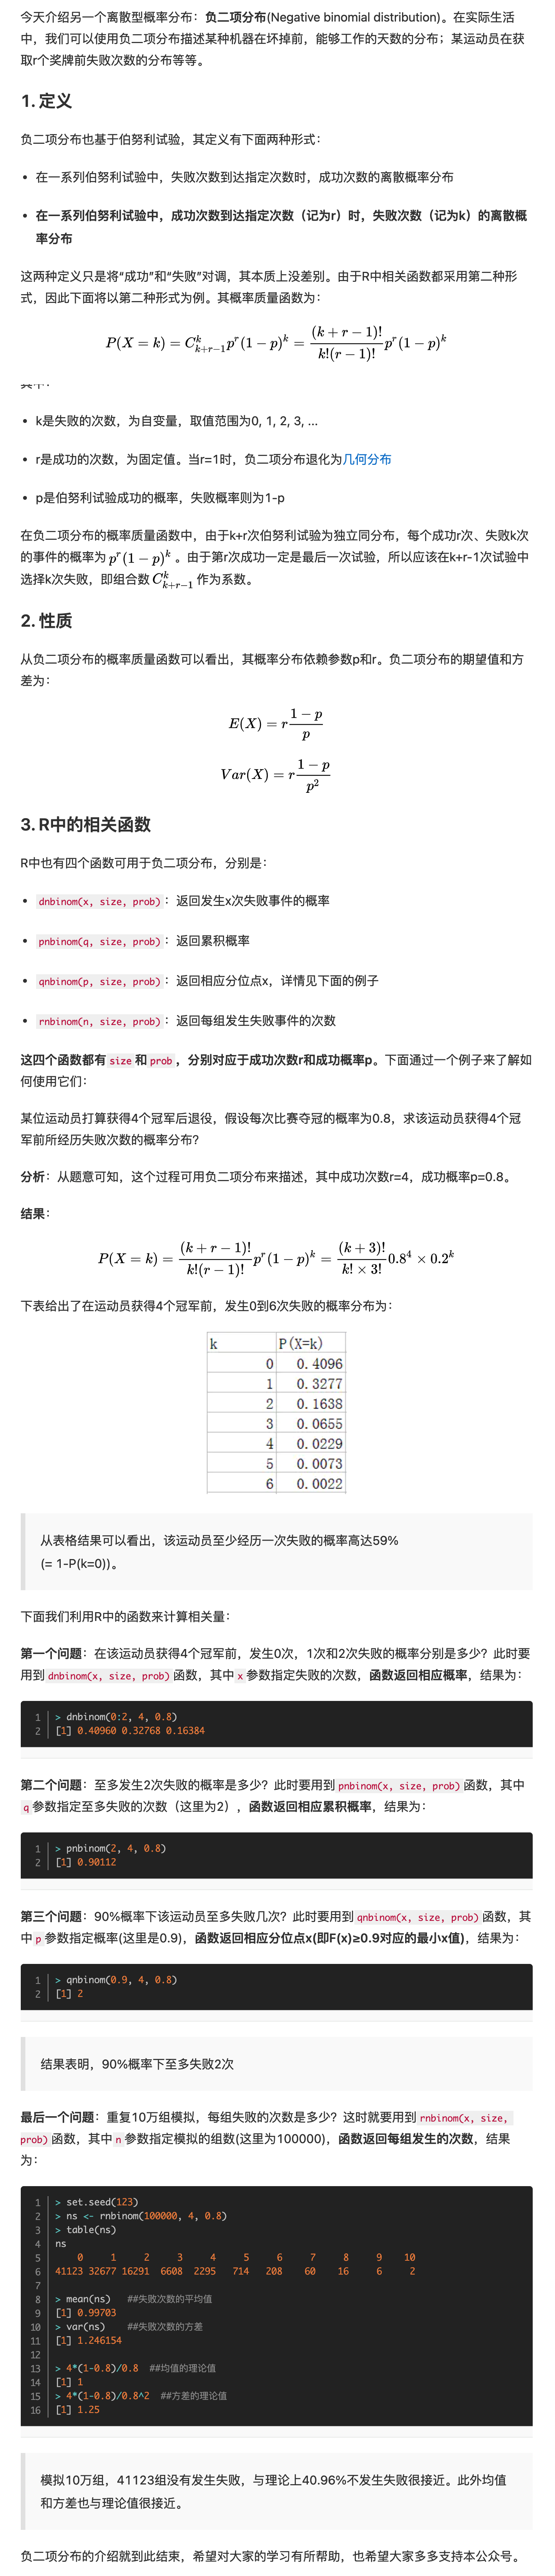 今天介绍另一个离散型概率分布：负二项分布(Negative binomial distribution)。在实际生活
中，我们可以使用负二项分布描述某种机器在坏掉前，能够工作的天数的分布；某运动员在获
取r个奖牌前失败次数的分布等等。
1. 定义
负二项分布也基于伯努利试验，其定义有下面两种形式：
• 在一系列伯努利试验中，失败次数到达指定次数时，成功次数的离散概率分布
• 在一系列伯努利试验中，成功次数到达指定次数（记为r）时，失败次数（记为k）的离散概
率分布
这两种定义只是将“成功”和“失败”对调，其本质上没差别。由于R中相关函数都采用第二种形
式，因此下面将以第二种形式为例。其概率质量函数为：
P(X = k) = C_{k+r−1}^{k} p^r (1 − p)^k = \frac{(k + r − 1)!}{k!(r − 1)!} p^r (1 − p)^k
其中：
• k是失败的次数，为自变量，取值范围为0, 1, 2, 3, ...
• r是成功的次数，为固定值。当r=1时，负二项分布退化为几何分布
• p是伯努利试验成功的概率，失败概率则为1-p
在负二项分布的概率质量函数中，由于k+r次伯努利试验为独立同分布，每个成功r次、失败k次
的事件的概率为 p^r (1 − p)^k 。由于第r次成功一定是最后一次试验，所以应该在k+r-1次试验中
选择k次失败，即组合数 C_{k+r−1}^{k} 作为系数。
2. 性质
从负二项分布的概率质量函数可以看出，其概率分布依赖参数p和r。负二项分布的期望值和方
差为：
E(X) = r \frac{1 − p}{p}
Var(X) = r \frac{1 − p}{p^2}
3. R中的相关函数
R中也有四个函数可用于负二项分布，分别是：
• dnbinom(x, size, prob)：返回发生x次失败事件的概率
• pnbinom(q, size, prob)：返回累积概率
• qnbinom(p, size, prob)：返回相应分位点x，详情见下面的例子
• rnbinom(n, size, prob)：返回每组发生失败事件的次数
这四个函数都有 size 和 prob ，分别对应于成功次数r和成功概率p。下面通过一个例子来了解如
何使用它们：
某位运动员打算获得4个冠军后退役，假设每次比赛夺冠的概率为0.8，求该运动员获得4个冠
军前所经历失败次数的概率分布？
分析：从题意可知，这个过程可用负二项分布来描述，其中成功次数r=4，成功概率p=0.8。
结果：
P(X = k) = \frac{(k + r − 1)!}{k!(r − 1)!} p^r (1 − p)^k = \frac{(k + 3)!}{k! × 3!} 0.8^4 × 0.2^k
下表给出了在运动员获得4个冠军前，发生0到6次失败的概率分布为：
k P(X=k)
0 0.4096
1 0.3277
2 0.1638
3 0.0655
4 0.0229
5 0.0073
6 0.0022
从表格结果可以看出，该运动员至少经历一次失败的概率高达59%
(= 1-P(k=0))。
下面我们利用R中的函数来计算相关量：
第一个问题：在该运动员获得4个冠军前，发生0次，1次和2次失败的概率分别是多少？此时要
用到 dnbinom(x, size, prob) 函数，其中 x 参数指定失败的次数，函数返回相应概率，结果为：
1 > dnbinom(0:2, 4, 0.8)
2 [1] 0.40960 0.32768 0.16384
第二个问题：至多发生2次失败的概率是多少？此时要用到 pnbinom(x, size, prob) 函数，其中
q 参数指定至多失败的次数（这里为2），函数返回相应累积概率，结果为：
1 > pnbinom(2, 4, 0.8)
2 [1] 0.90112
第三个问题：90%概率下该运动员至多失败几次？此时要用到 qnbinom(x, size, prob) 函数，其
中 p 参数指定概率(这里是0.9)，函数返回相应分位点x(即F(x)≥0.9对应的最小x值)，结果为：
1 > qnbinom(0.9, 4, 0.8)
2 [1] 2
结果表明，90%概率下至多失败2次
最后一个问题：重复10万组模拟，每组失败的次数是多少？这时就要用到 rnbinom(x, size,
prob) 函数，其中 n 参数指定模拟的组数(这里为100000)，函数返回每组发生的次数，结果
为：
1 > set.seed(123)
2 > ns <- rnbinom(100000, 4, 0.8)
3 > table(ns)
4 ns
5 0 1 2 3 4 5 6 7 8 9 10
6 41123 32677 16291 6608 2295 714 208 60 16 6 2
7
8 > mean(ns) ##失败次数的平均值
9 [1] 0.99703
10 > var(ns) ##失败次数的方差
11 [1] 1.246154
12
13 > 4*(1-0.8)/0.8 ##均值的理论值
14 [1] 1
15 > 4*(1-0.8)/0.8^2 ##方差的理论值
16 [1] 1.25
模拟10万组，41123组没有发生失败，与理论上40.96%不发生失败很接近。此外均值
和方差也与理论值很接近。
负二项分布的介绍就到此结束，希望对大家的学习有所帮助，也希望大家多多支持本公众号。